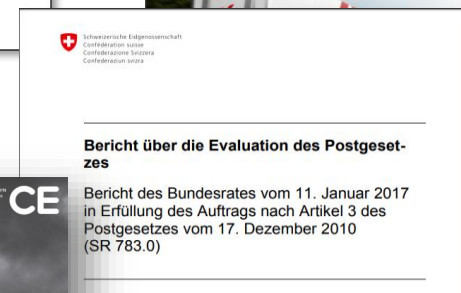 Schweizerische Eidgenossenschaft
Confédération suisse
Confederazione Svizzera
Confederaziun svizra
Bericht über die Evaluation des Postgeset-
zes
Bericht des Bundesrates vom 11. Januar 2017
in Erfüllung des Auftrags nach Artikel 3 des
Postgesetzes vom 17. Dezember 2010
(SR 783.0)
CE